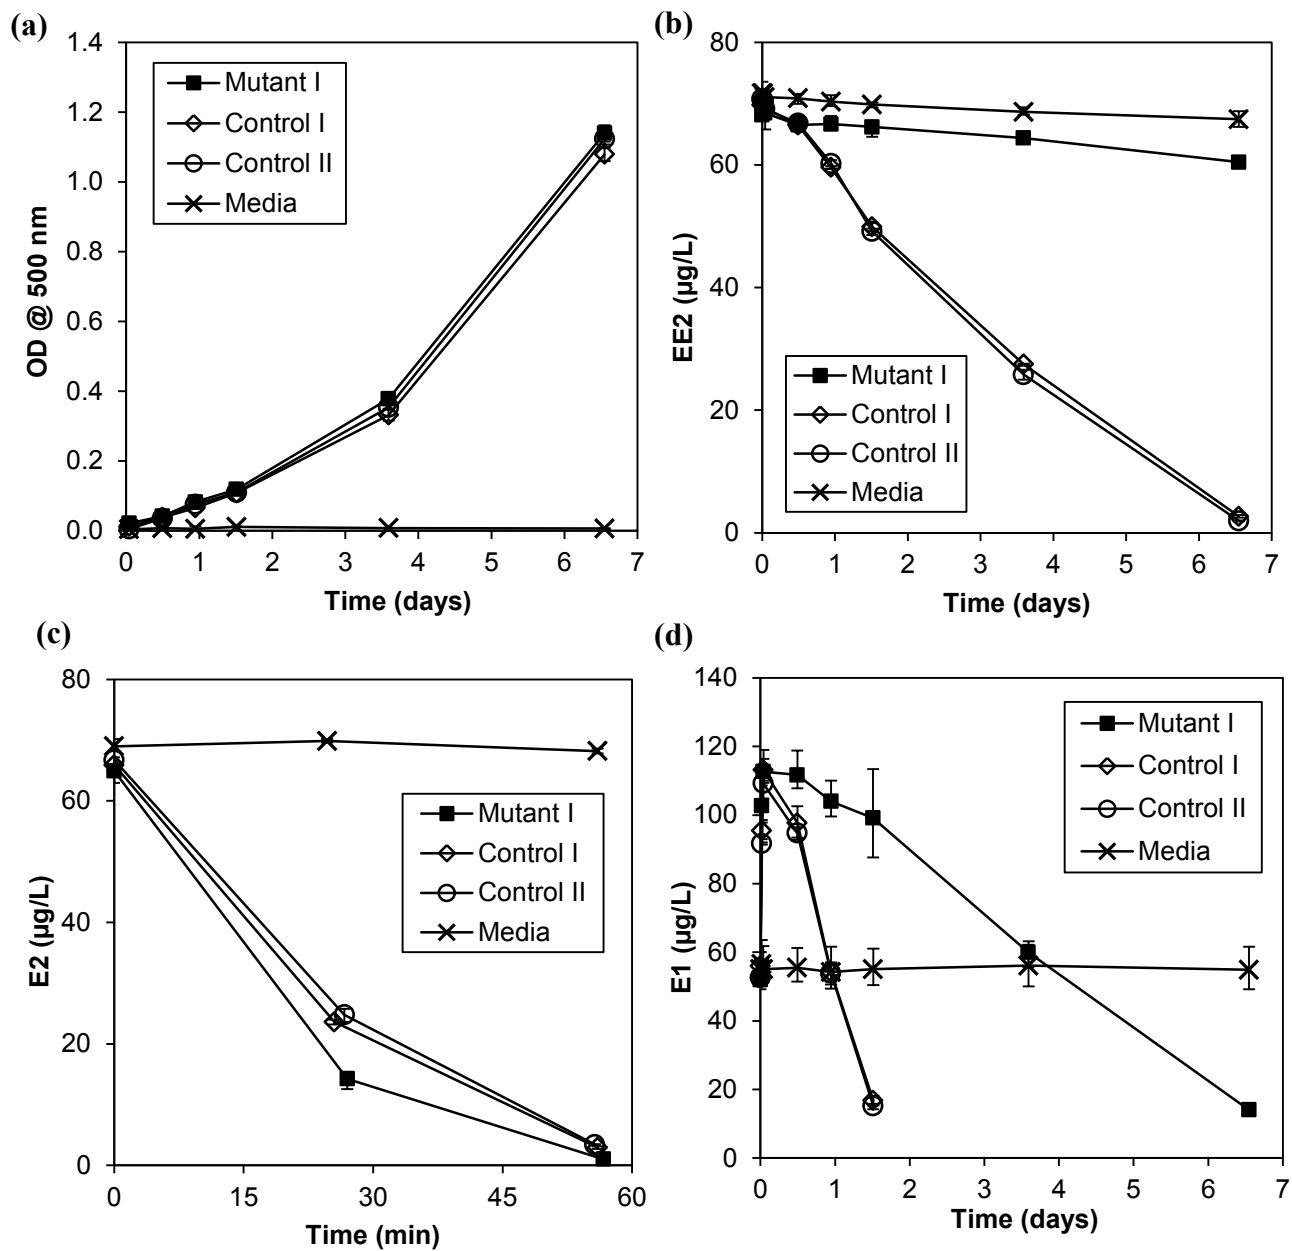 (a)
1.4
1.2
1.0
0.8
0.6
0.4
0.2
0.0
OD @ 500 nm
Mutant I
Control I
Control II
Media
0 1 2 3 4 5 6 7
Time (days)
(b)
80
60
40
20
0
EE2 (µg/L)
Mutant I
Control I
Control II
Media
0 1 2 3 4 5 6 7
Time (days)
(c)
80
60
40
20
0
E2 (µg/L)
Mutant I
Control I
Control II
Media
0 15 30 45 60
Time (min)
(d)
140
120
100
80
60
40
20
0
E1 (µg/L)
Mutant I
Control I
Control II
Media
0 1 2 3 4 5 6 7
Time (days)